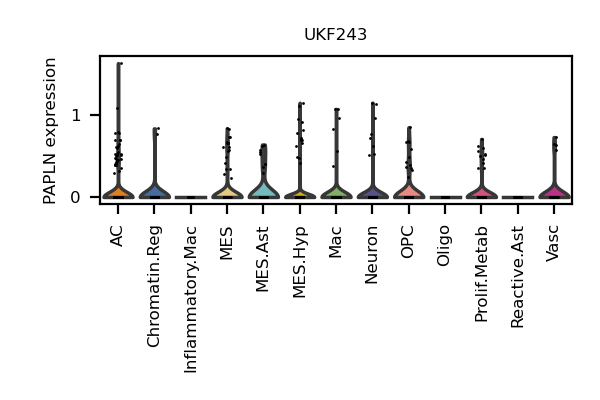 UKF243
PAPLN expression
1
0
AC
Chromatin.Reg
Inflammatory.Mac
MES
MES.Ast
MES.Hyp
Mac
Neuron
OPC
Oligo
Prolif.Metab
Reactive.Ast
Vasc